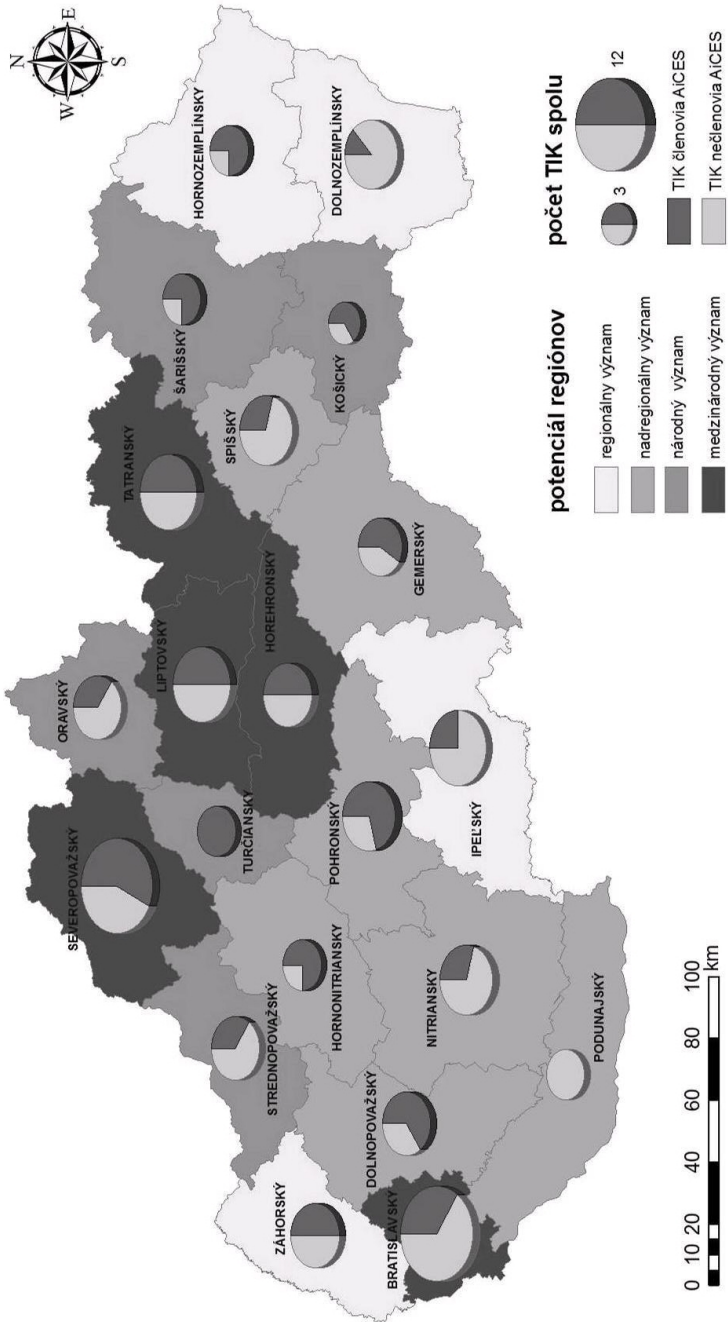 N
W
E
S
SEVEROPOVAŽSKÝ
ORAVSKÝ
TATRANSKÝ
ŠARIŠSKÝ
HORNOZEMPLÍNSKY
LIPTOVSKÝ
SPIŠSKÝ
TURČIANSKY
HOREHRONSKÝ
KOŠICKÝ
DOLNOZEMPLÍNSKY
STREDNOPOVAŽSKÝ
HORNONITRIANSKY
POHRONSKÝ
GEMERSKÝ
ZÁHORSKÝ
DOLNOPOVAŽSKÝ
BRATISLAVSKÝ
NITRIANSKY
IPEĽSKÝ
PODUNAJSKÝ
0 10 20 40 60 80 100
km
potenciál regiónov
regionálny význam
nadregionálny význam
národný význam
medzinárodný význam
počet TIK spolu
3
12
TIK členovia AiCES
TIK nečlenovia AiCES